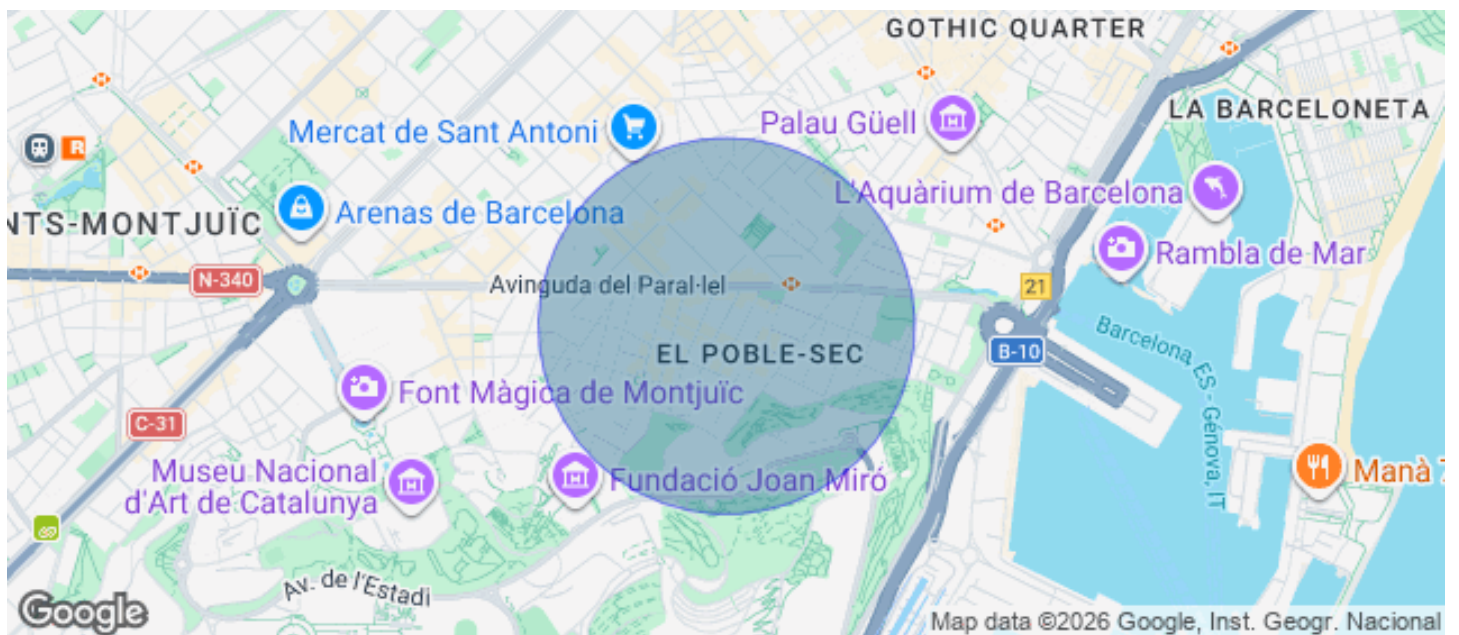 GOTHIC QUARTER
LA BARCELONETA
Mercat de Sant Antoni
Palau Güell
R
L'Aquàrium de Barcelona
Arenas de Barcelona
NTS-MONTJUÏC
Rambla de Mar
N-340
Avinguda del Paral·lel
21
Barcelona, ES - Génova, IT
B-10
EL POBLE-SEC
Font Màgica de Montjuïc
C-31
Museu Nacional
d'Art de Catalunya
Fundació Joan Miró
Manà 7
Av. de l'Estadi
Google
Map data ©2026 Google, Inst. Geogr. Nacional